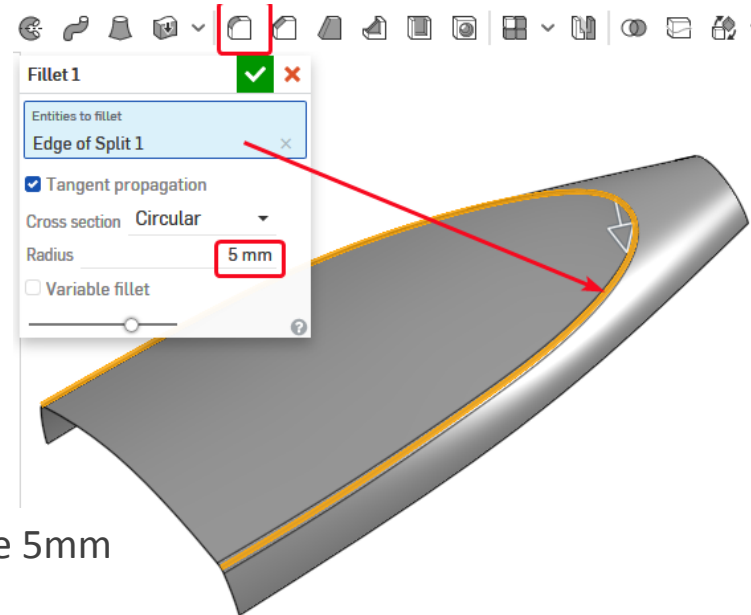 Fillet 1
Entities to fillet
Edge of Split 1
Tangent propagation
Cross section Circular
Radius 5 mm
Variable fillet
e 5mm